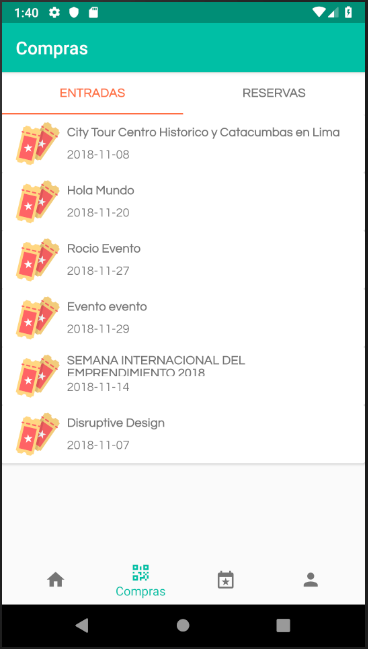 1:40
Compras
ENTRADAS
RESERVAS
City Tour Centro Historico y Catacumbas en Lima
2018-11-08
Hola Mundo
2018-11-20
Rocio Evento
2018-11-27
Evento evento
2018-11-29
SEMANA INTERNACIONAL DEL
EMPRENDIMIENTO 2018
2018-11-14
Disruptive Design
2018-11-07
Compras